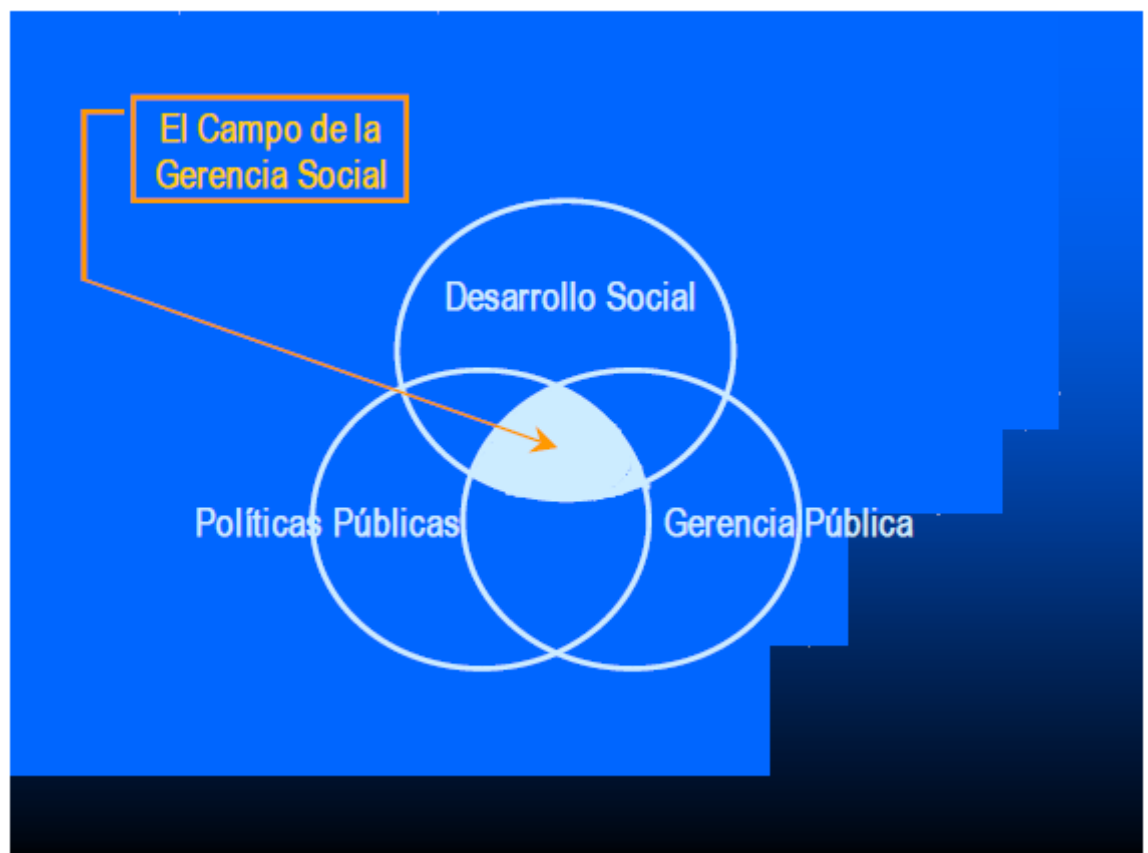 El Campo de la
Gerencia Social
Desarrollo Social
Políticas Públicas
Gerencia Pública